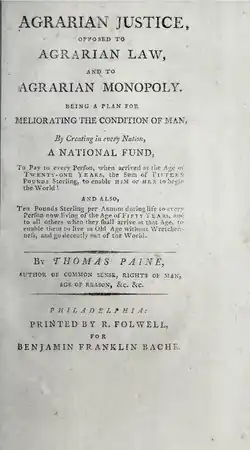 AGRARIAN JUSTICE,
OPPOSED TO
AGRARIAN LAW,
AND TO
AGRARIAN MONOPOLY.
BEING A PLAN FOR
MELIORATING THE CONDITION OF MAN,
By Creating in every Nation,
A NATIONAL FUND,
To Pay to every Person, when arrived at the Age of
TWENTY-ONE YEARS, the Sum of FIFTEEN
POUNDS Sterling, to enable HIM or HER to begin
the World!
AND ALSO,
Ten Pounds Sterling per Annum during life to every
Person now living of the Age of FIFTY YEARS, and
to all others when they shall arrive at that Age, to
enable them to live in Old Age without Wretched-
ness, and go decently out of the World.
BY THOMAS PAINE,
AUTHOR OF COMMON SENSE, RIGHTS OF MAN,
AGE OF REASON, &c. &c.
PHILADELPHIA:
PRINTED BY R. FOLWELL,
FOR
BENJAMIN FRANKLIN BACHE.